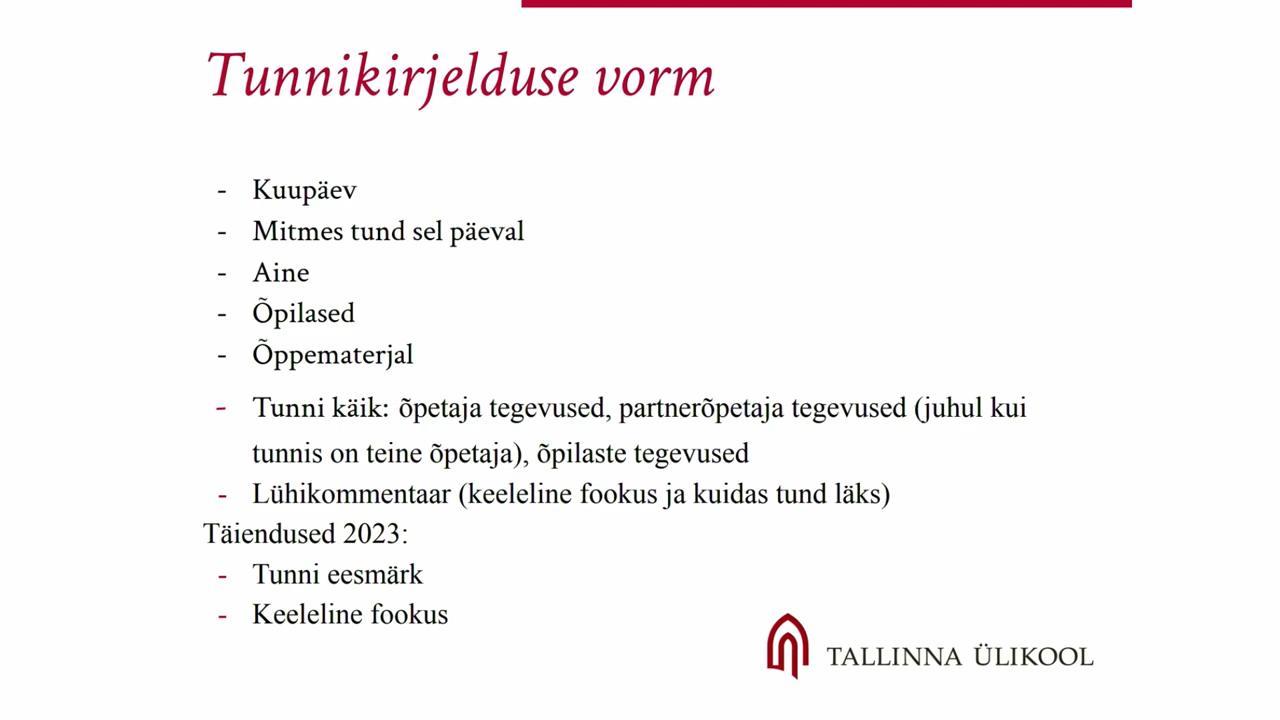 Tunnikirjelduse vorm
- Kuupäev
- Mitmes tund sel päeval
- Aine
- Õpilased
- Õppematerjal
- Tunni käik: õpetaja tegevused, partnerõpetaja tegevused (juhul kui
tunnis on teine õpetaja), õpilaste tegevused
- Lühikommentaar (keeleline fookus ja kuidas tund läks)
Täiendused 2023:
- Tunni eesmärk
- Keeleline fookus
TALLINNA ÜLIKOOL